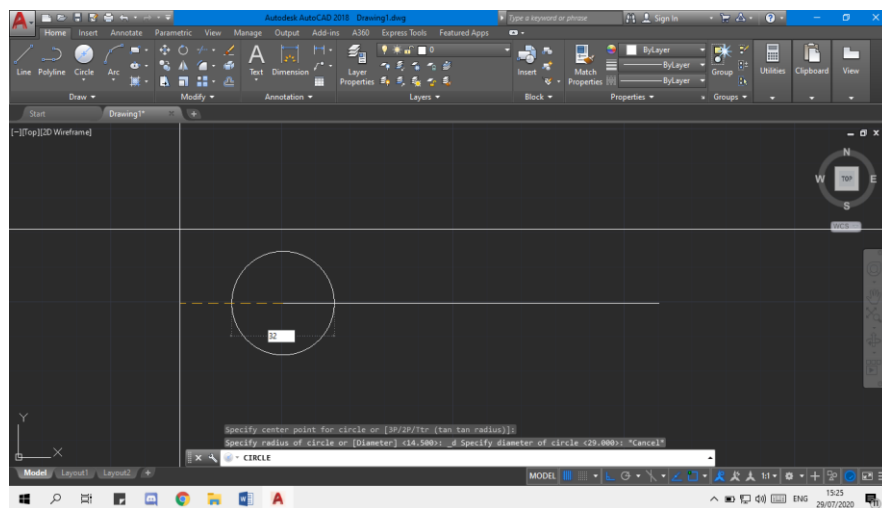 Autodesk AutoCAD 2018 Drawing1.dwg
Type a keyword or phrase
Sign In
Home Insert Annotate Parametric View Manage Output Add-ins A360 Express Tools Featured Apps
Line Polyline Circle Arc
Text Dimension
Layer Properties
0
Insert
Match Properties
ByLayer
ByLayer
ByLayer
Group
Utilities Clipboard View
Draw Modify Annotation Layers Block Properties Groups
Start Drawing1*
[-][Top][2D Wireframe]
N
W TOP E
S
WCS
32
Y
X
Specify center point for circle or [3P/2P/Ttr (tan tan radius)]:
Specify radius of circle or [Diameter] <14.500>: _d Specify diameter of circle <29.000>: "Cancel"
CIRCLE
Model Layout1 Layout2 +
MODEL
1:1
ENG
15:25
29/07/2020